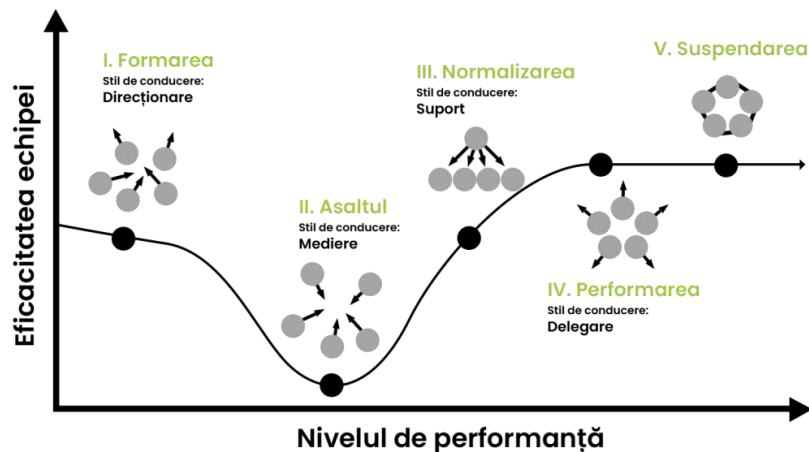 I. Formarea
Stil de conducere:
Direcționare
II. Asaltul
Stil de conducere:
Mediere
III. Normalizarea
Stil de conducere:
Suport
IV. Performarea
Stil de conducere:
Delegare
V. Suspendarea
Eficacitatea echipei
Nivelul de performanță